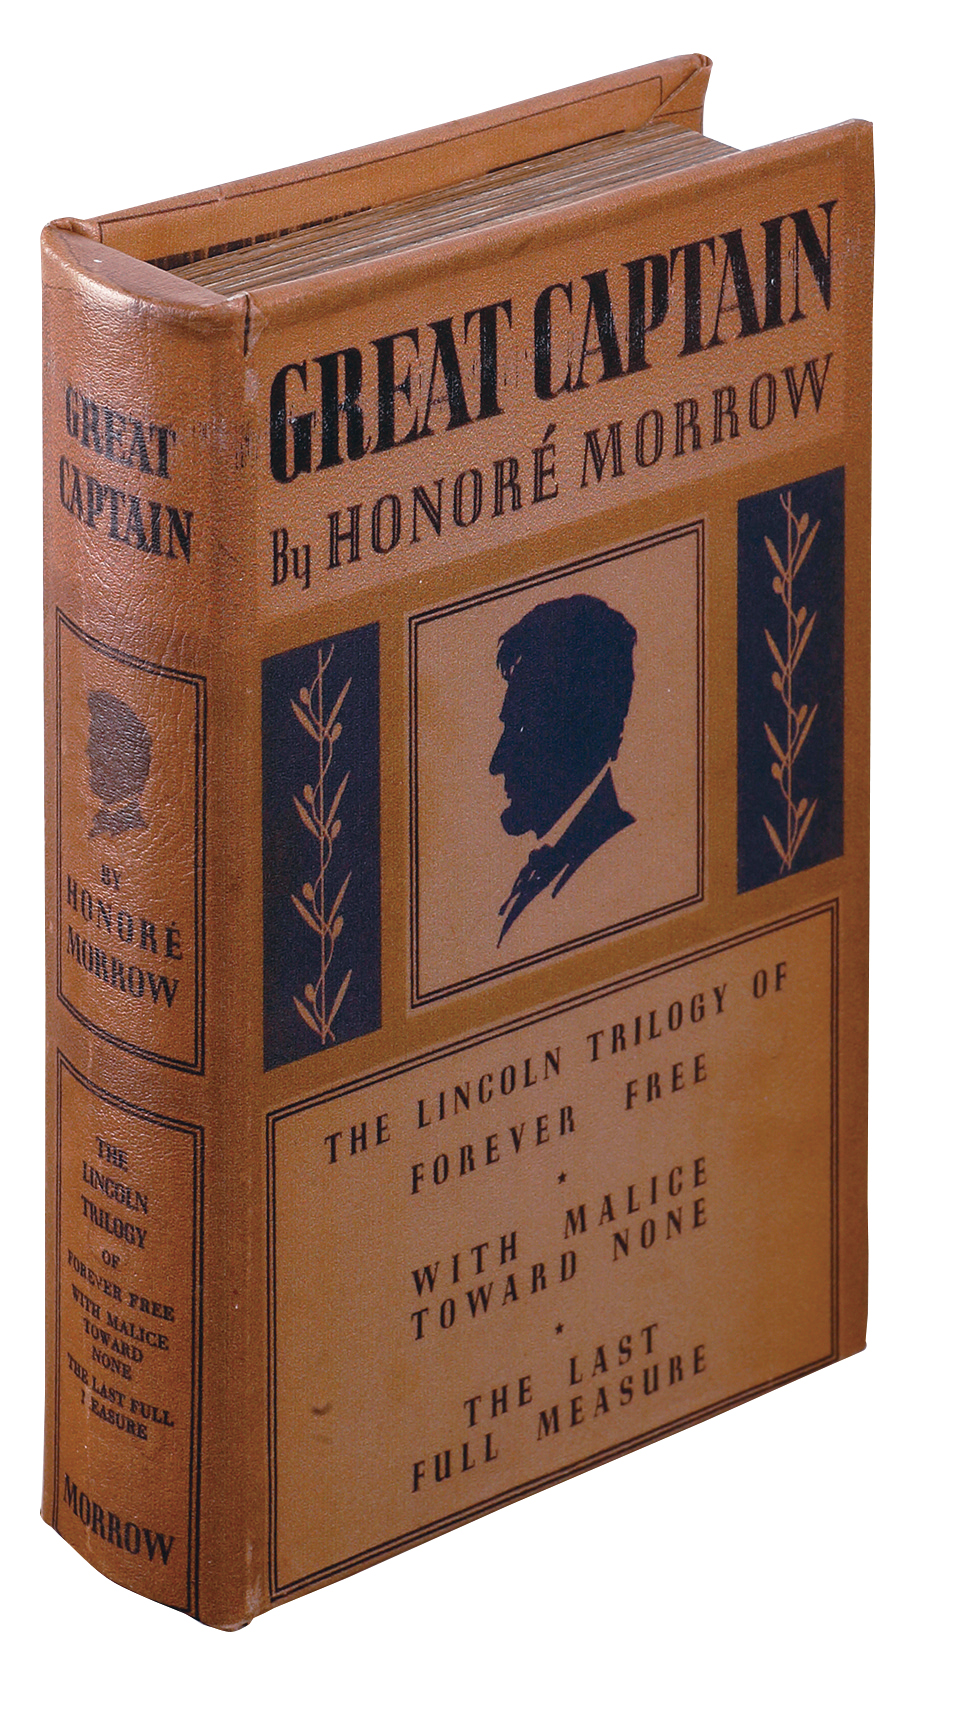 GREAT
CAPTAIN
BY
HONORÉ
MORROW
THE
LINCOLN
TRILOGY
OF
FOREVER FREE
WITH MALICE
TOWARD
NONE
THE LAST FULL
MEASURE
MORROW
GREAT CAPTAIN
By HONORÉ MORROW
THE LINCOLN TRILOGY OF
FOREVER FREE
★
WITH MALICE
TOWARD NONE
★
THE LAST
FULL MEASURE